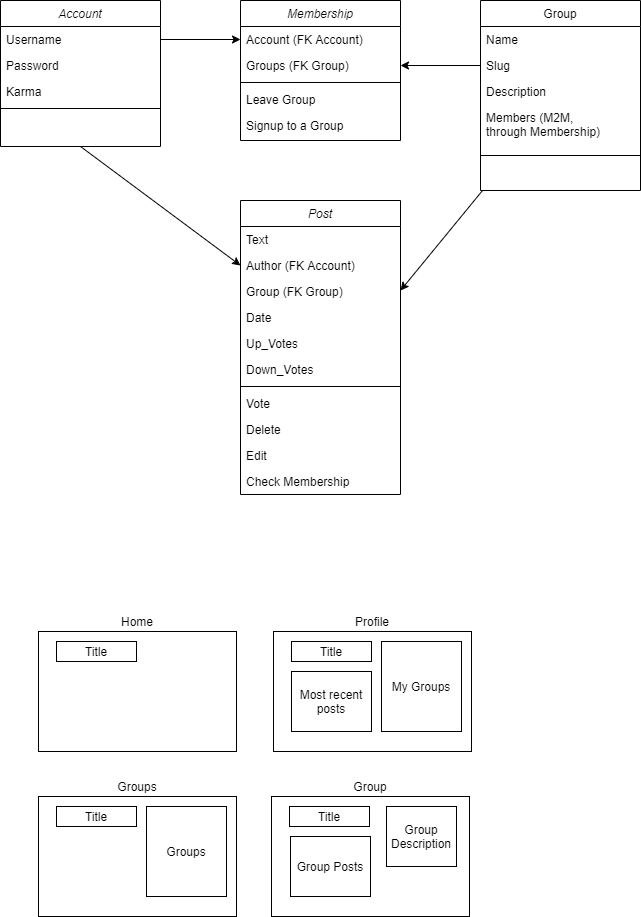 Account
Username
Password
Karma
Membership
Account (FK Account)
Groups (FK Group)
Leave Group
Signup to a Group
Group
Name
Slug
Description
Members (M2M,
through Membership)
Post
Text
Author (FK Account)
Group (FK Group)
Date
Up_Votes
Down_Votes
Vote
Delete
Edit
Check Membership
Home
Title
Profile
Title
Most recent
posts
My Groups
Groups
Title
Groups
Group
Title
Group Posts
Group
Description